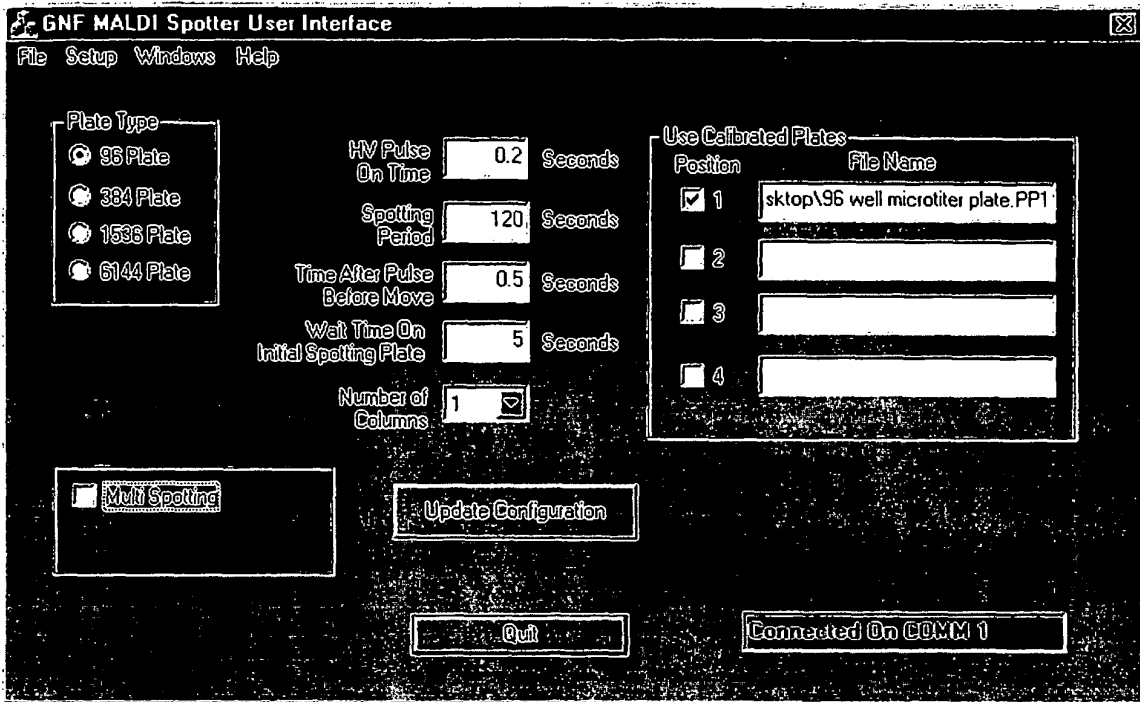 GNF MALDI Spotter User Interface
File Setup Windows Help
Plate Type
96 Plate
384 Plate
1536 Plate
6144 Plate
HV Pulse
On Time
0.2
Seconds
Spotting
Period
120
Seconds
Time After Pulse
Before Move
0.5
Seconds
Wait Time On
Initial Spotting Plate
5
Seconds
Number of
Columns
1
Use Calibrated Plates
Position File Name
1 sktop\96 well microtiter plate.PP1
2
3
4
Multi Spotting
Update Configuration
Quit
Connected On COMM 1